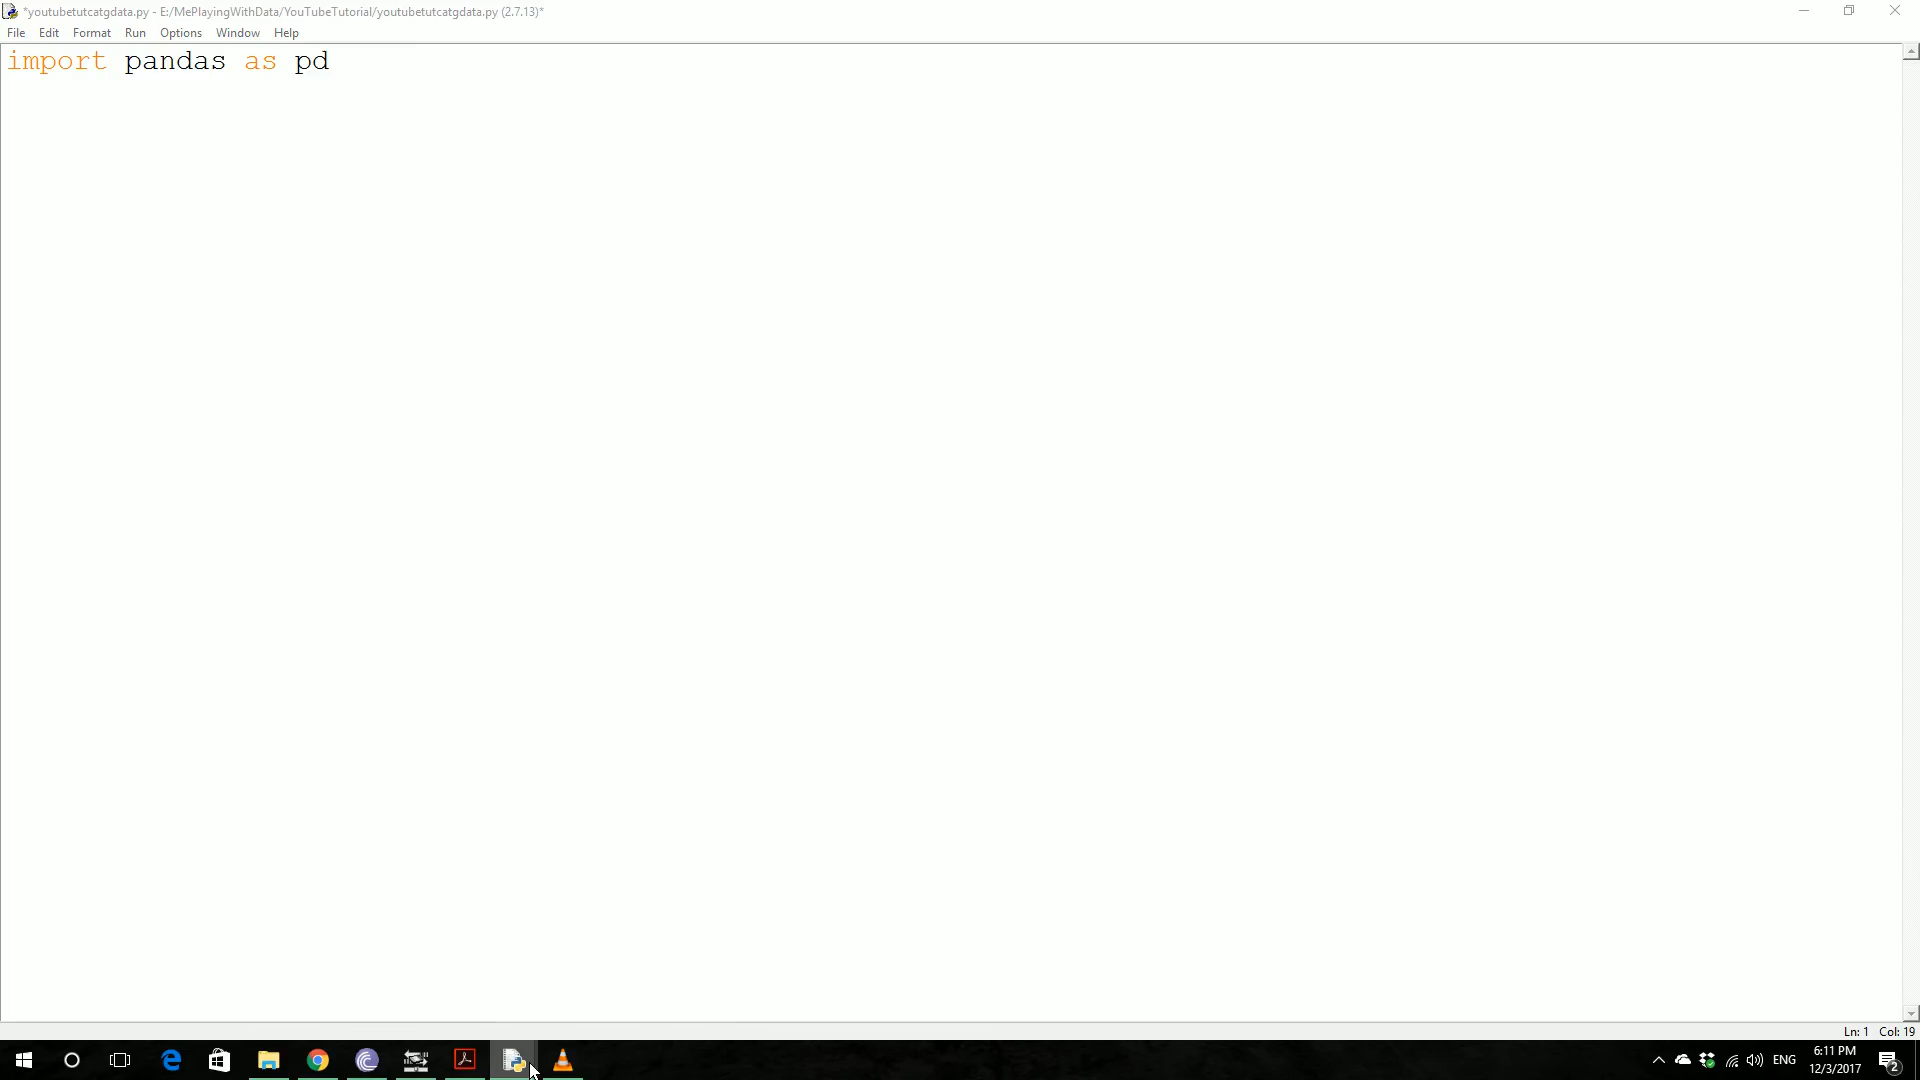 *youtubetutcatgdata.py - E:/MePlayingWithData/YouTubeTutorial/youtubetutcatgdata.py (2.7.13)*
File Edit Format Run Options Window Help
import pandas as pd
Ln: 1 Col: 19
ENG
6:11 PM
12/3/2017
2